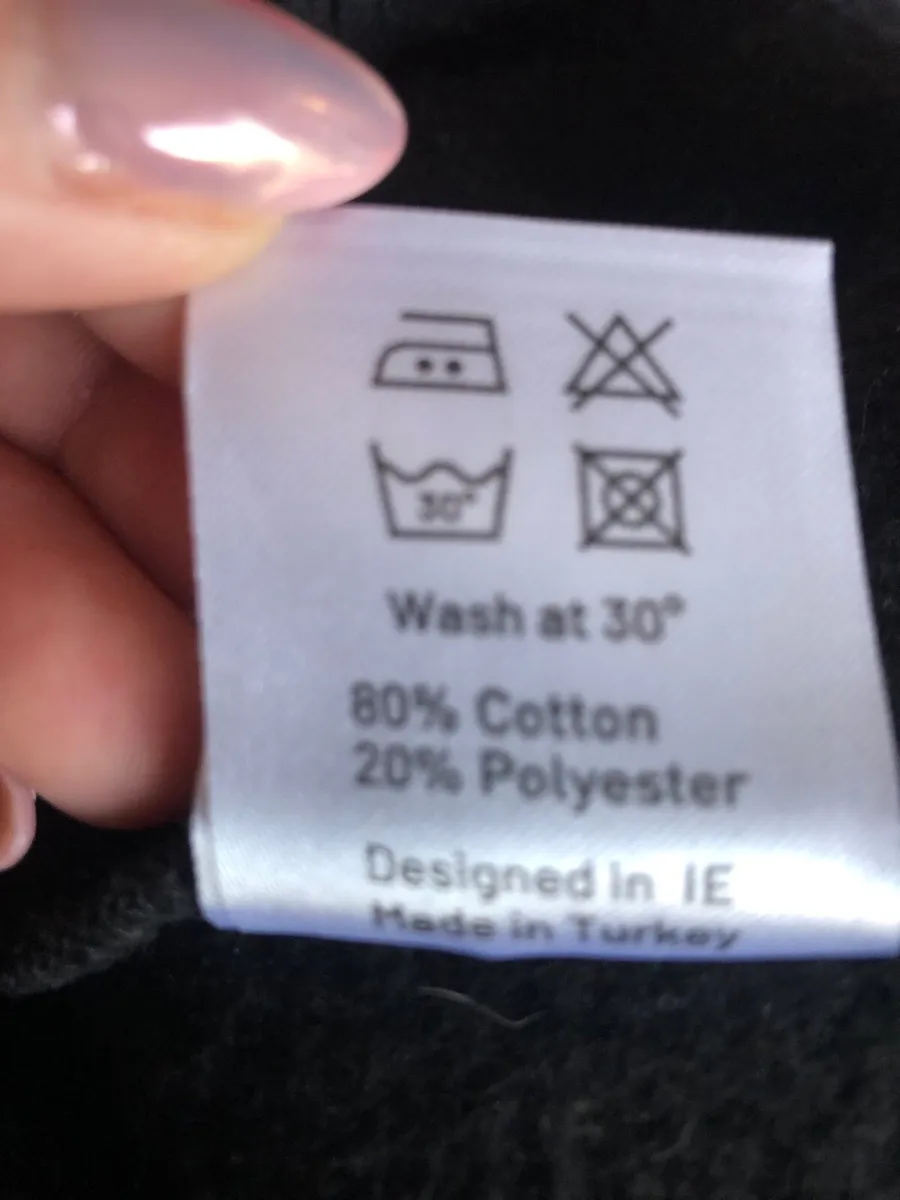 30°
Wash at 30°
80% Cotton
20% Polyester
Designed in IE
Made in Turkey